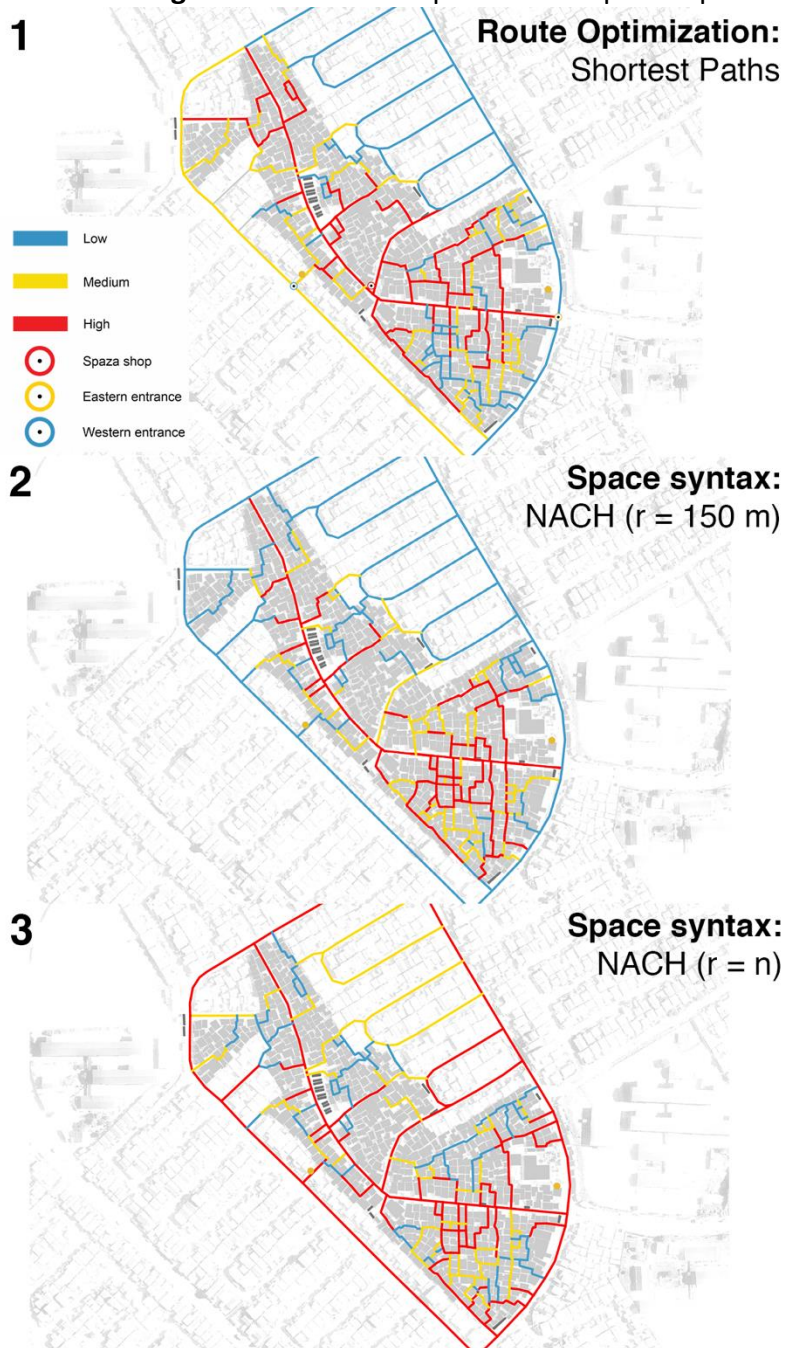 1
Route Optimization:
Shortest Paths
Low
Medium
High
Spaza shop
Eastern entrance
Western entrance
2
Space syntax:
NACH (r = 150 m)
3
Space syntax:
NACH (r = n)